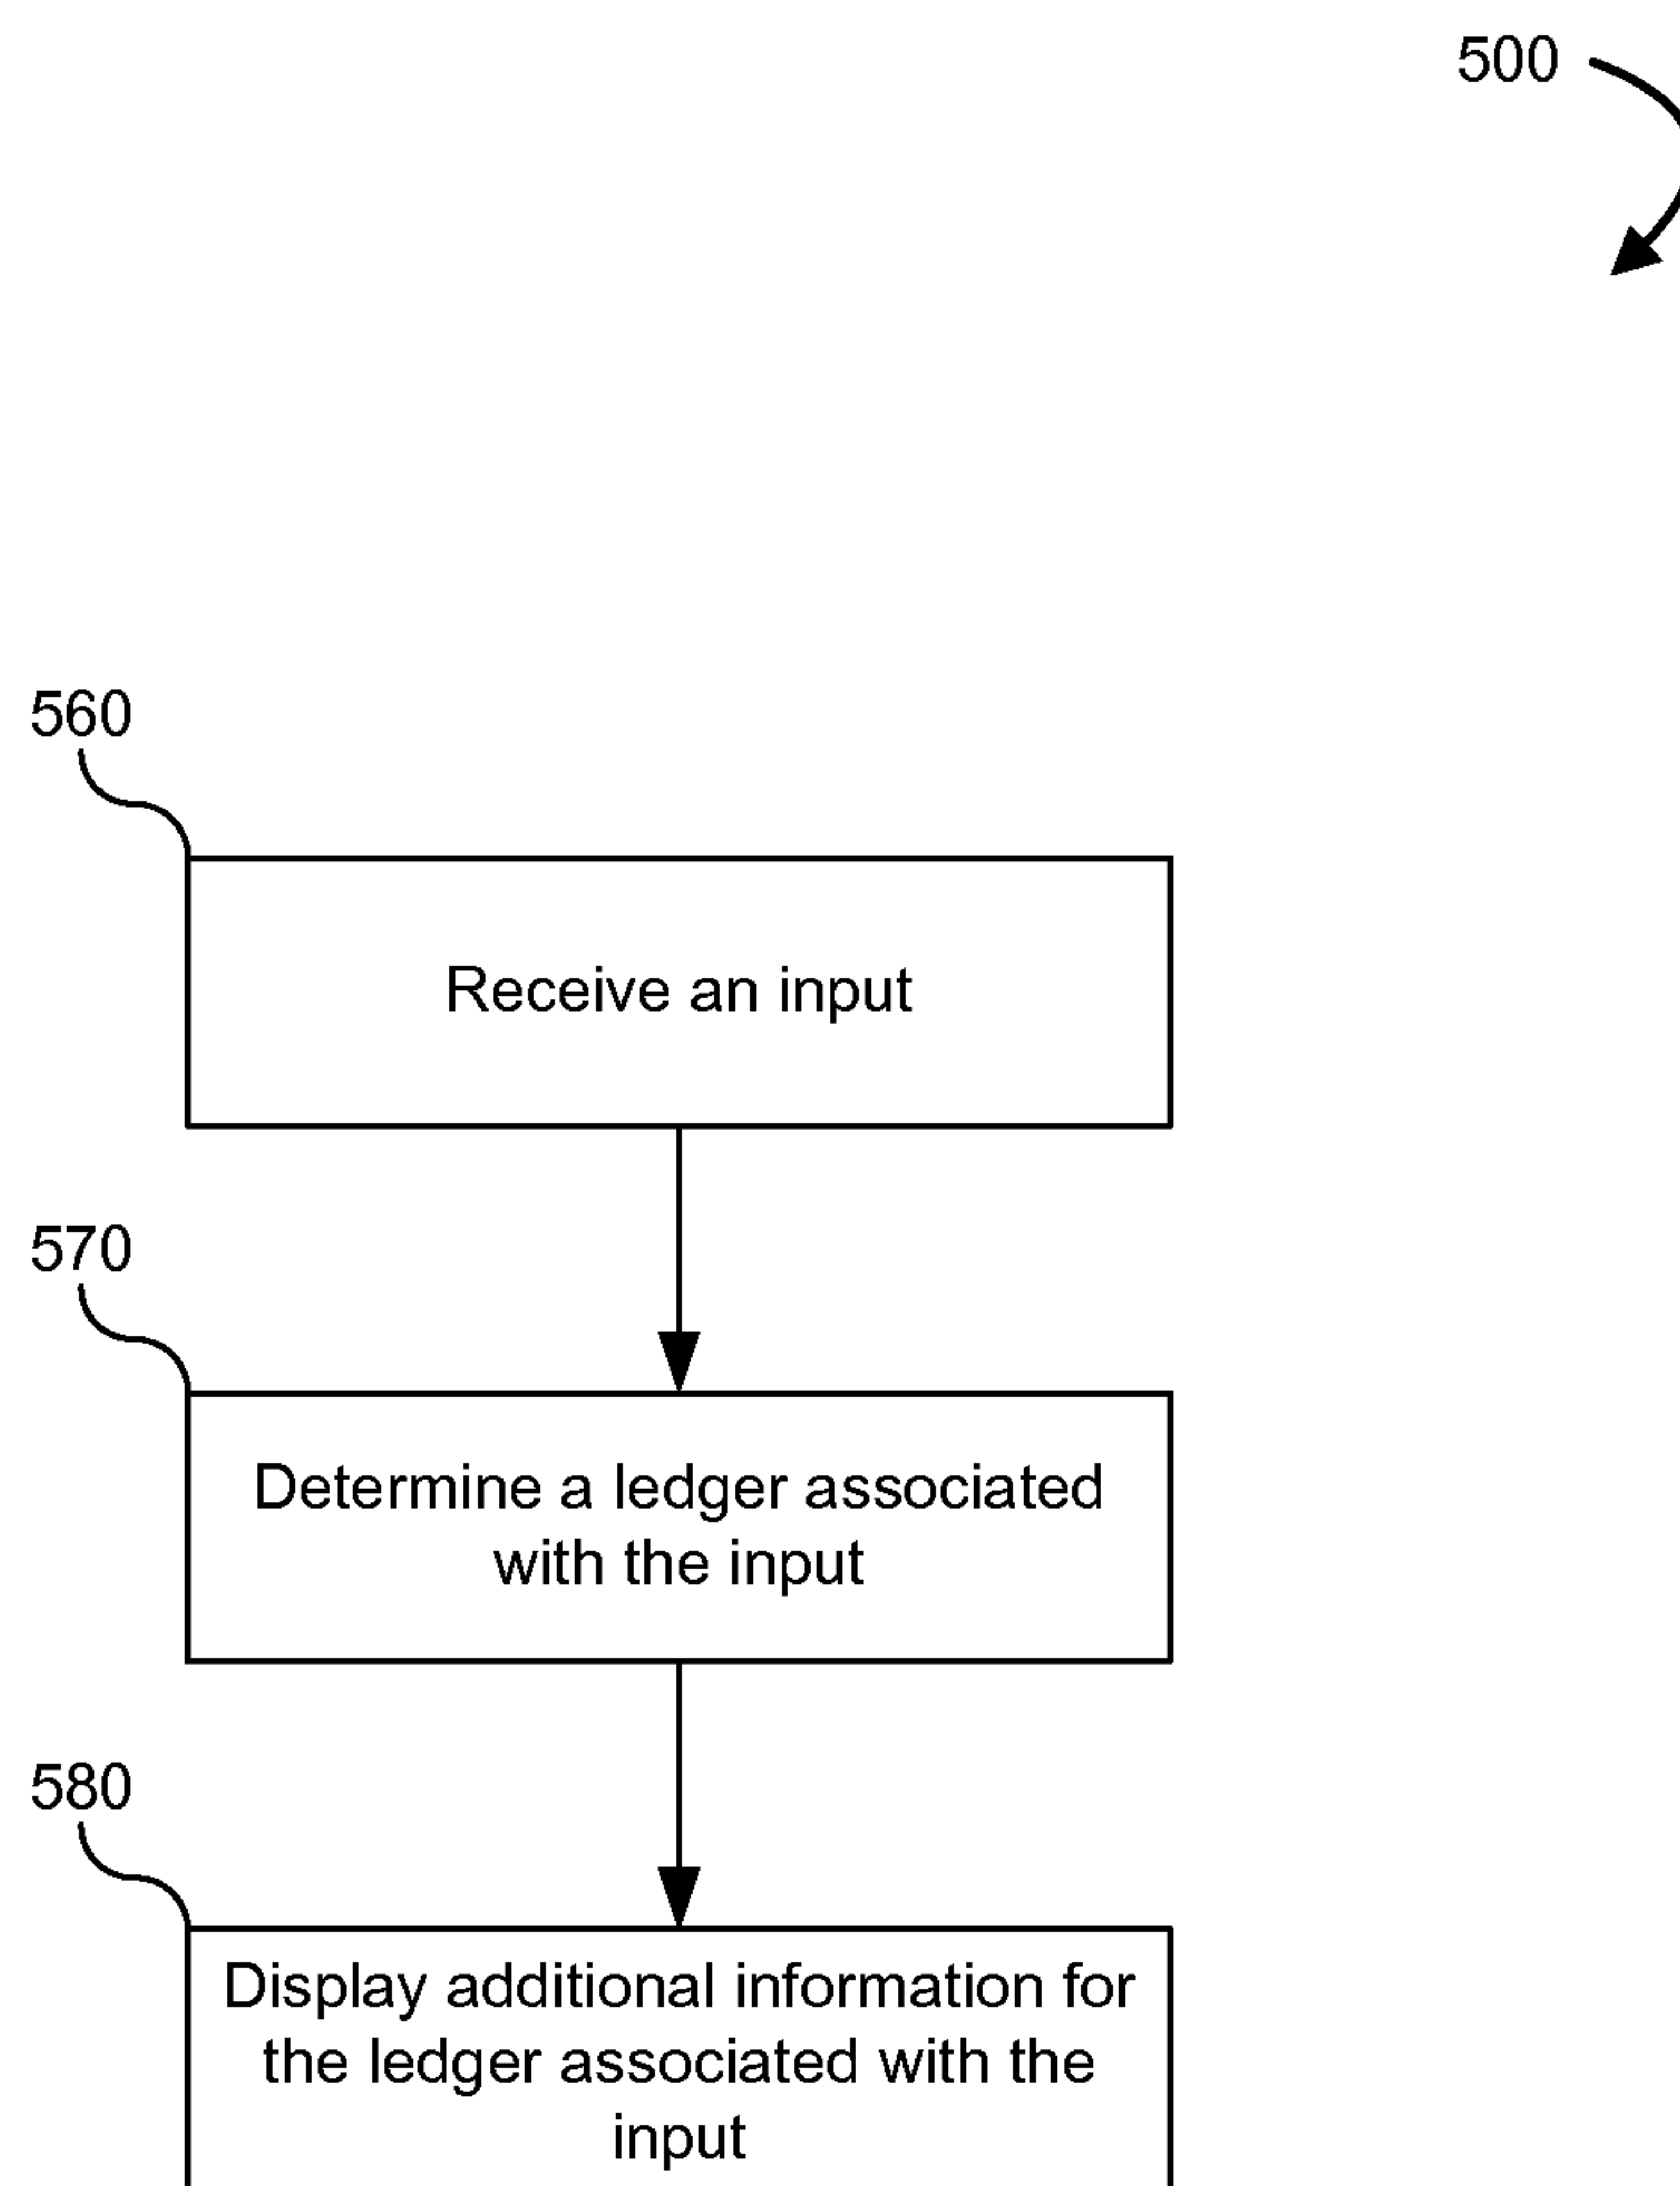 500
560
Receive an input
570
Determine a ledger associated
with the input
580
Display additional information for
the ledger associated with the
input